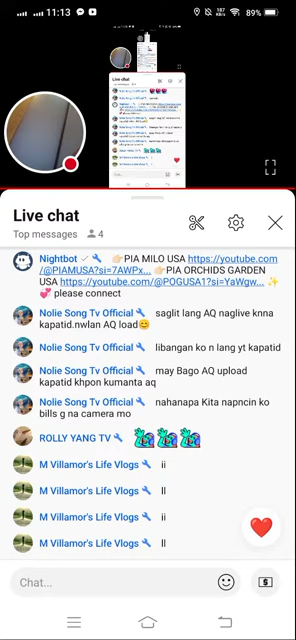 11:13
187
KB/s
89%
Live chat
Top messages 4
Nightbot 👉PIA MILO USA https://youtube.com
/@PIAMUSA?si=7AWPx... 👉PIA ORCHIDS GARDEN
USA https://youtube.com/@POGUSA1?si=YaWgw... ✨
💞 please connect
Nolie Song Tv Official saglit lang AQ naglive knna
kapatid.nwlan AQ load😊
Nolie Song Tv Official libangan ko n lang yt kapatid
Nolie Song Tv Official may Bago AQ upload
kapatid khpon kumanta aq
Nolie Song Tv Official nahanapa Kita napncin ko
bills g na camera mo
ROLLY YANG TV
M Villamor's Life Vlogs ii
M Villamor's Life Vlogs ll
M Villamor's Life Vlogs ii
M Villamor's Life Vlogs ll
Chat...